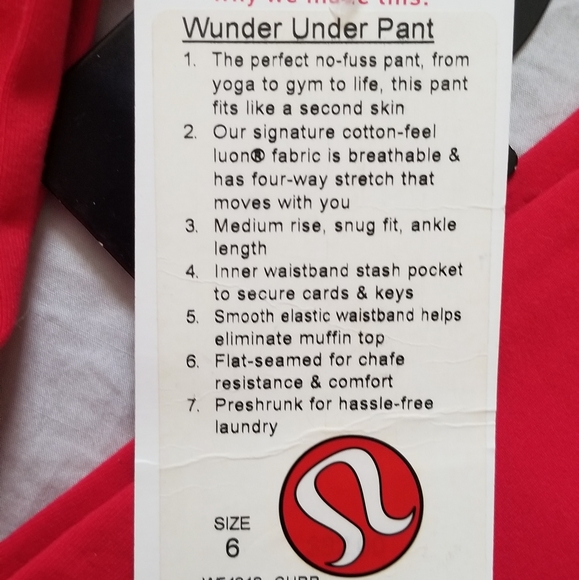 why we made this:
Wunder Under Pant
1. The perfect no-fuss pant, from
yoga to gym to life, this pant
fits like a second skin
2. Our signature cotton-feel
luon® fabric is breathable &
has four-way stretch that
moves with you
3. Medium rise, snug fit, ankle
length
4. Inner waistband stash pocket
to secure cards & keys
5. Smooth elastic waistband helps
eliminate muffin top
6. Flat-seamed for chafe
resistance & comfort
7. Preshrunk for hassle-free
laundry
SIZE
6